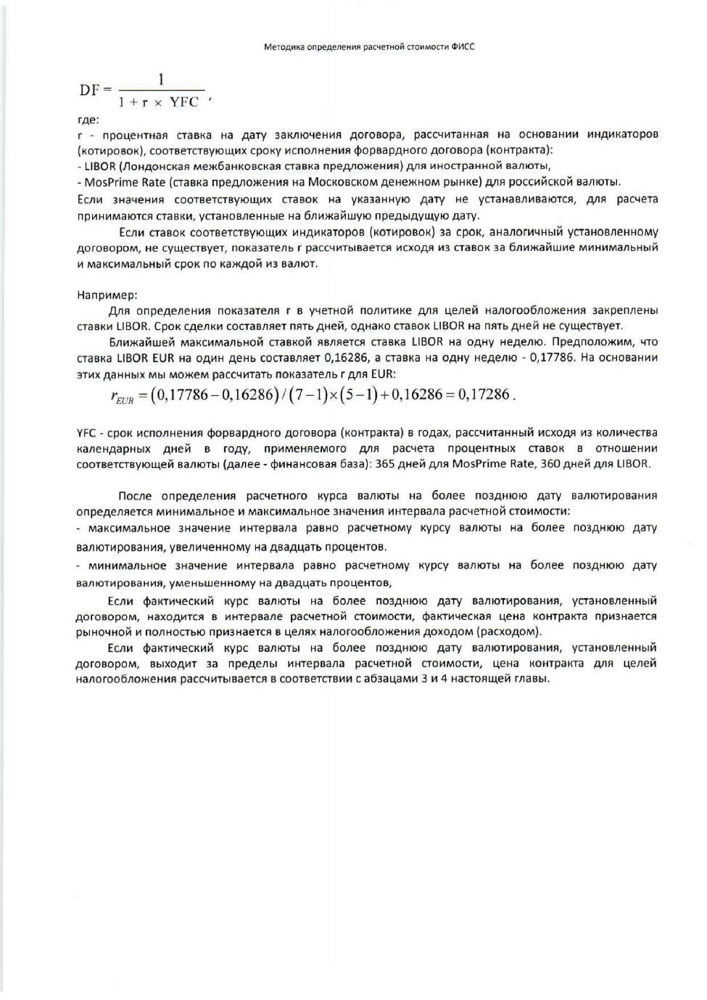 Методика определения расчетной стоимости ФИСС
DF = 1 / (1 + r × YFC) ,
где:
r - процентная ставка на дату заключения договора, рассчитанная на основании индикаторов
(котировок), соответствующих сроку исполнения форвардного договора (контракта):
- LIBOR (Лондонская межбанковская ставка предложения) для иностранной валюты,
- MosPrime Rate (ставка предложения на Московском денежном рынке) для российской валюты.
Если значения соответствующих ставок на указанную дату не устанавливаются, для расчета
принимаются ставки, установленные на ближайшую предыдущую дату.
Если ставок соответствующих индикаторов (котировок) за срок, аналогичный установленному
договором, не существует, показатель r рассчитывается исходя из ставок за ближайшие минимальный
и максимальный срок по каждой из валют.
Например:
Для определения показателя r в учетной политике для целей налогообложения закреплены
ставки LIBOR. Срок сделки составляет пять дней, однако ставок LIBOR на пять дней не существует.
Ближайшей максимальной ставкой является ставка LIBOR на одну неделю. Предположим, что
ставка LIBOR EUR на один день составляет 0,16286, а ставка на одну неделю - 0,17786. На основании
этих данных мы можем рассчитать показатель r для EUR:
r EUR = (0,17786 – 0,16286) / (7 – 1) × (5 – 1) + 0,16286 = 0,17286 .
YFC - срок исполнения форвардного договора (контракта) в годах, рассчитанный исходя из количества
календарных дней в году, применяемого для расчета процентных ставок в отношении
соответствующей валюты (далее - финансовая база): 365 дней для MosPrime Rate, 360 дней для LIBOR.
После определения расчетного курса валюты на более позднюю дату валютирования
определяется минимальное и максимальное значения интервала расчетной стоимости:
- максимальное значение интервала равно расчетному курсу валюты на более позднюю дату
валютирования, увеличенному на двадцать процентов.
- минимальное значение интервала равно расчетному курсу валюты на более позднюю дату
валютирования, уменьшенному на двадцать процентов,
Если фактический курс валюты на более позднюю дату валютирования, установленный
договором, находится в интервале расчетной стоимости, фактическая цена контракта признается
рыночной и полностью признается в целях налогообложения доходом (расходом).
Если фактический курс валюты на более позднюю дату валютирования, установленный
договором, выходит за пределы интервала расчетной стоимости, цена контракта для целей
налогообложения рассчитывается в соответствии с абзацами 3 и 4 настоящей главы.